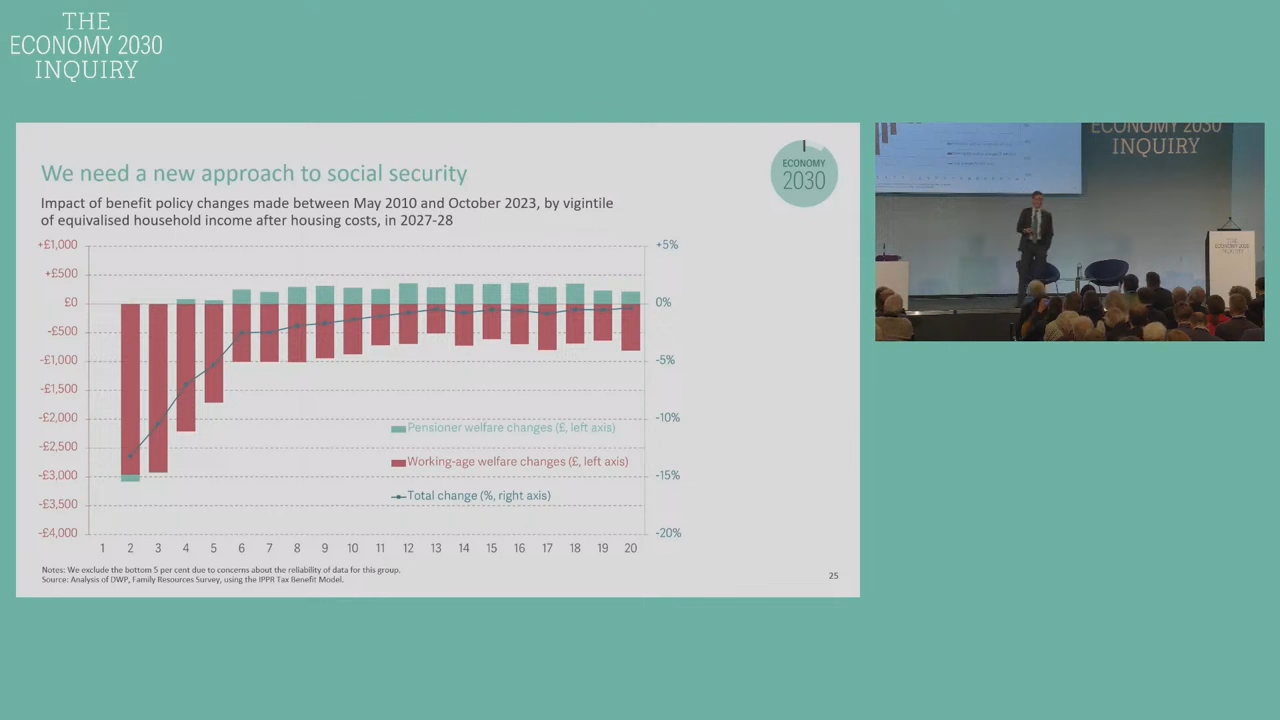 THE
ECONOMY 2030
INQUIRY
We need a new approach to social security
ECONOMY
2030
Impact of benefit policy changes made between May 2010 and October 2023, by vigintile
of equivalised household income after housing costs, in 2027-28
+£1,000
+£500
£0
-£500
-£1,000
-£1,500
-£2,000
-£2,500
-£3,000
-£3,500
-£4,000
+5%
0%
-5%
-10%
-15%
-20%
Pensioner welfare changes (£, left axis)
Working-age welfare changes (£, left axis)
Total change (%, right axis)
1 2 3 4 5 6 7 8 9 10 11 12 13 14 15 16 17 18 19 20
Notes: We exclude the bottom 5 per cent due to concerns about the reliability of data for this group.
Source: Analysis of DWP, Family Resources Survey, using the IPPR Tax Benefit Model.
25
ECONOMY 2030
INQUIRY
THE
ECONOMY 2030
INQUIRY